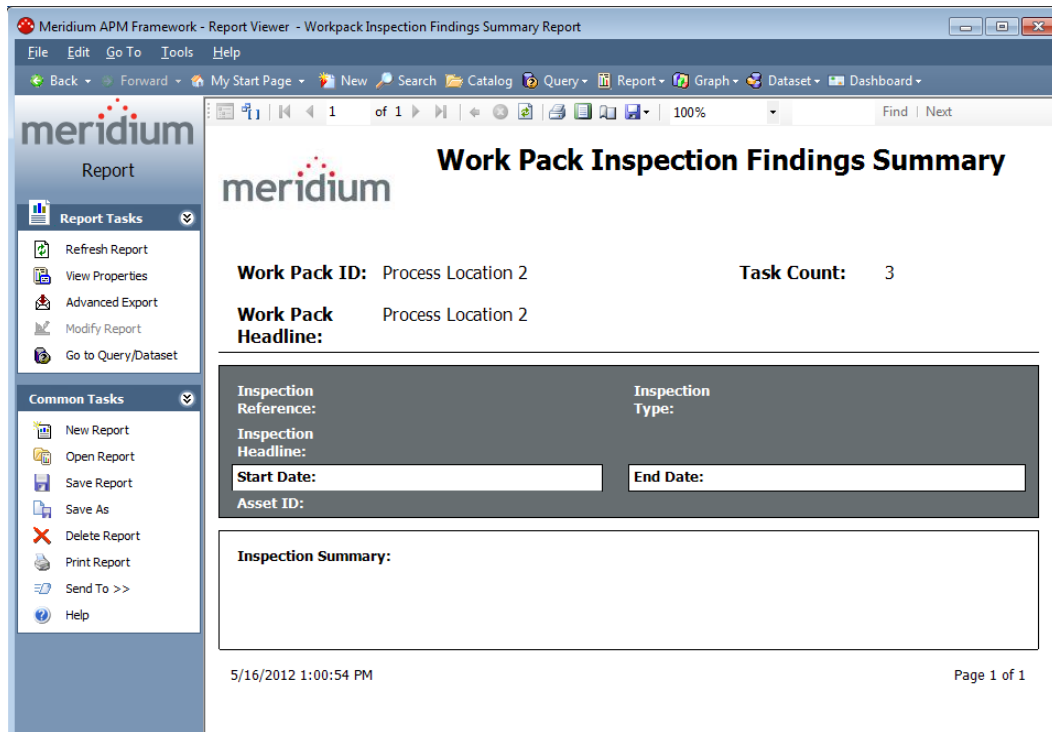 Meridium APM Framework - Report Viewer - Workpack Inspection Findings Summary Report
File Edit Go To Tools Help
Back Forward My Start Page New Search Catalog Query Report Graph Dataset Dashboard
meridium
Report
Report Tasks
Refresh Report
View Properties
Advanced Export
Modify Report
Go to Query/Dataset
Common Tasks
New Report
Open Report
Save Report
Save As
Delete Report
Print Report
Send To >>
Help
1 of 1 100% Find | Next
meridium
Work Pack Inspection Findings Summary
Work Pack ID: Process Location 2 Task Count: 3
Work Pack Process Location 2
Headline:
Inspection Inspection
Reference: Type:
Inspection
Headline:
Start Date: End Date:
Asset ID:
Inspection Summary:
5/16/2012 1:00:54 PM Page 1 of 1